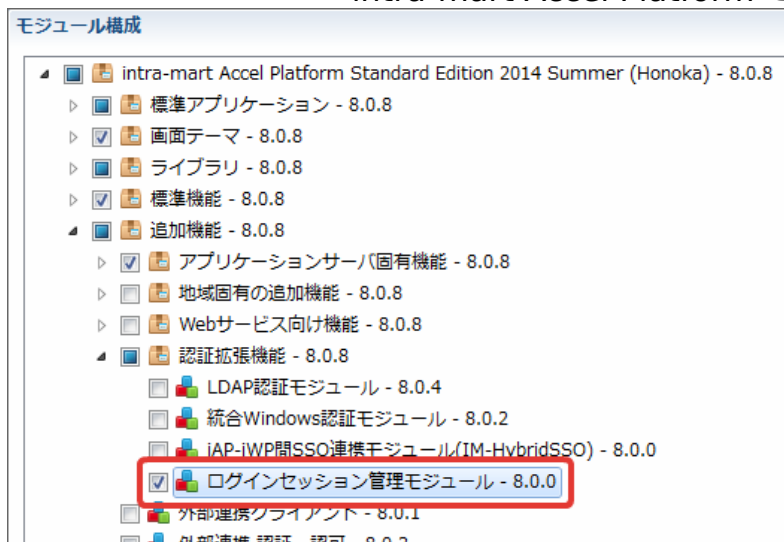 モジュール構成
intra-mart Accel Platform Standard Edition 2014 Summer (Honoka) - 8.0.8
標準アプリケーション - 8.0.8
画面テーマ - 8.0.8
ライブラリ - 8.0.8
標準機能 - 8.0.8
追加機能 - 8.0.8
アプリケーションサーバ固有機能 - 8.0.8
地域固有の追加機能 - 8.0.8
Webサービス向け機能 - 8.0.8
認証拡張機能 - 8.0.8
LDAP認証モジュール - 8.0.4
統合Windows認証モジュール - 8.0.2
iAP-iWP間SSO連携モジュール(IM-HybridSSO) - 8.0.0
ログインセッション管理モジュール - 8.0.0
外部連携クライアント - 8.0.1